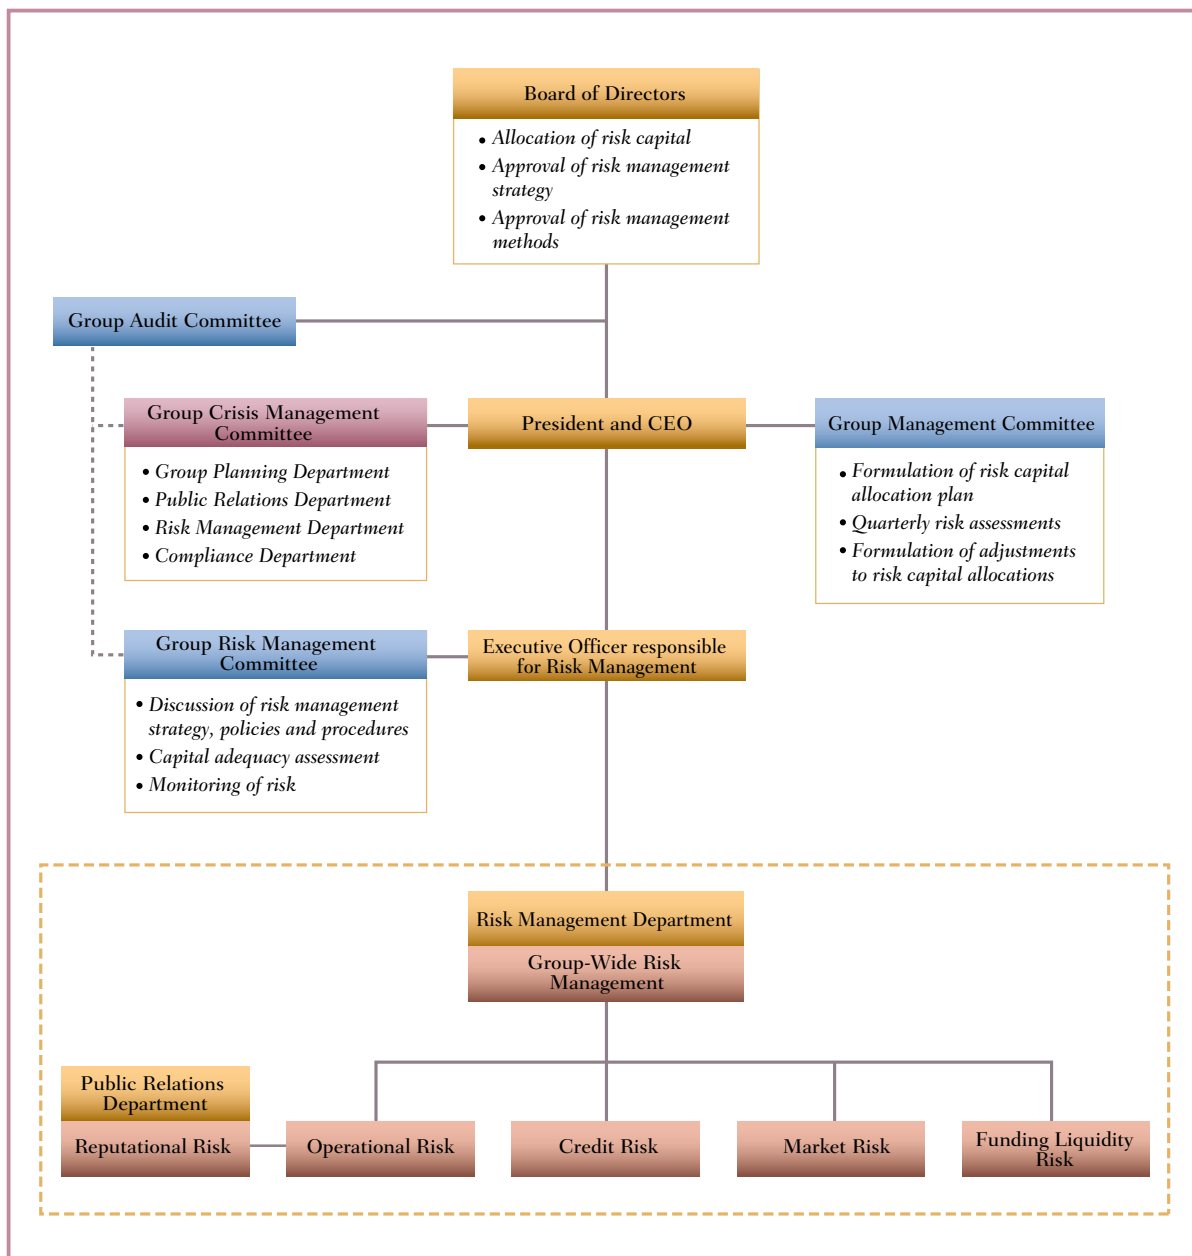 Board of Directors
• Allocation of risk capital
• Approval of risk management
strategy
• Approval of risk management
methods
Group Audit Committee
Group Crisis Management
Committee
• Group Planning Department
• Public Relations Department
• Risk Management Department
• Compliance Department
President and CEO
Group Management Committee
• Formulation of risk capital
allocation plan
• Quarterly risk assessments
• Formulation of adjustments
to risk capital allocations
Group Risk Management
Committee
• Discussion of risk management
strategy, policies and procedures
• Capital adequacy assessment
• Monitoring of risk
Executive Officer responsible
for Risk Management
Risk Management Department
Group-Wide Risk
Management
Public Relations
Department
Reputational Risk
Operational Risk
Credit Risk
Market Risk
Funding Liquidity
Risk